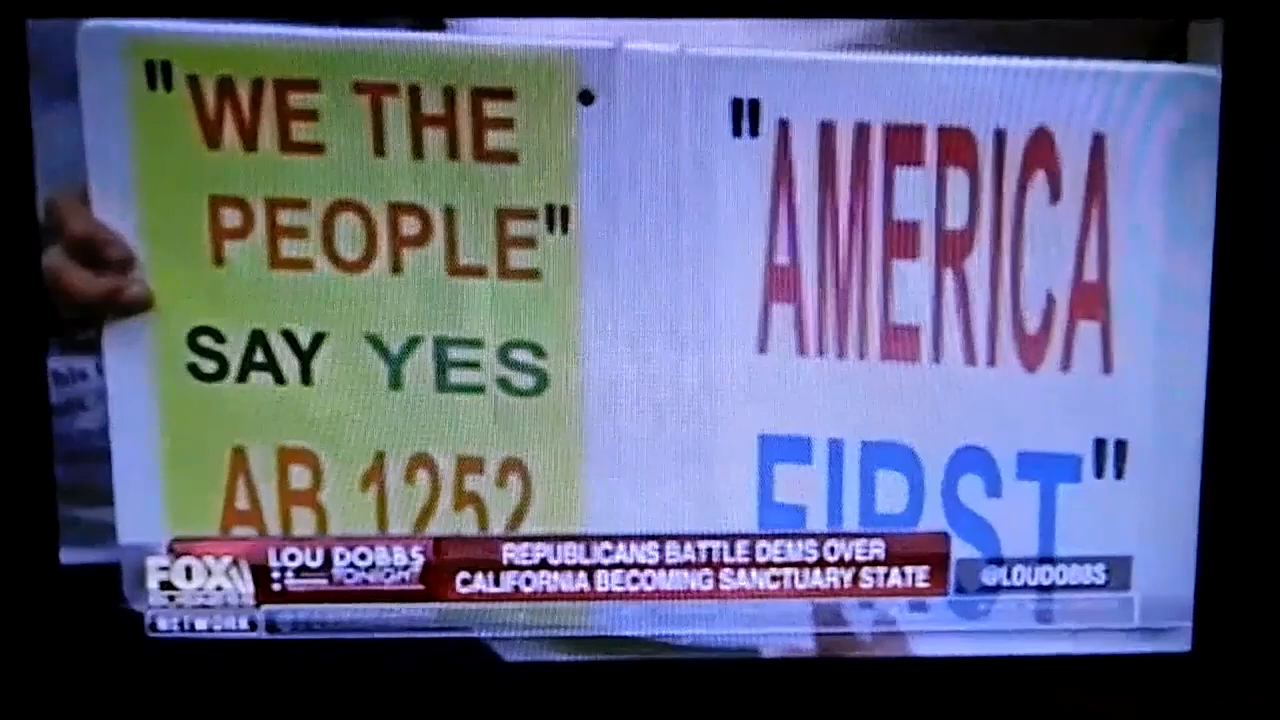 "WE THE
PEOPLE"
SAY YES
AB 1252
"AMERICA
FIRST"
FOX
BUSINESS
NETWORK
LOU DOBBS
TONIGHT
REPUBLICANS BATTLE DEMS OVER
CALIFORNIA BECOMING SANCTUARY STATE
@LOUDOBBS